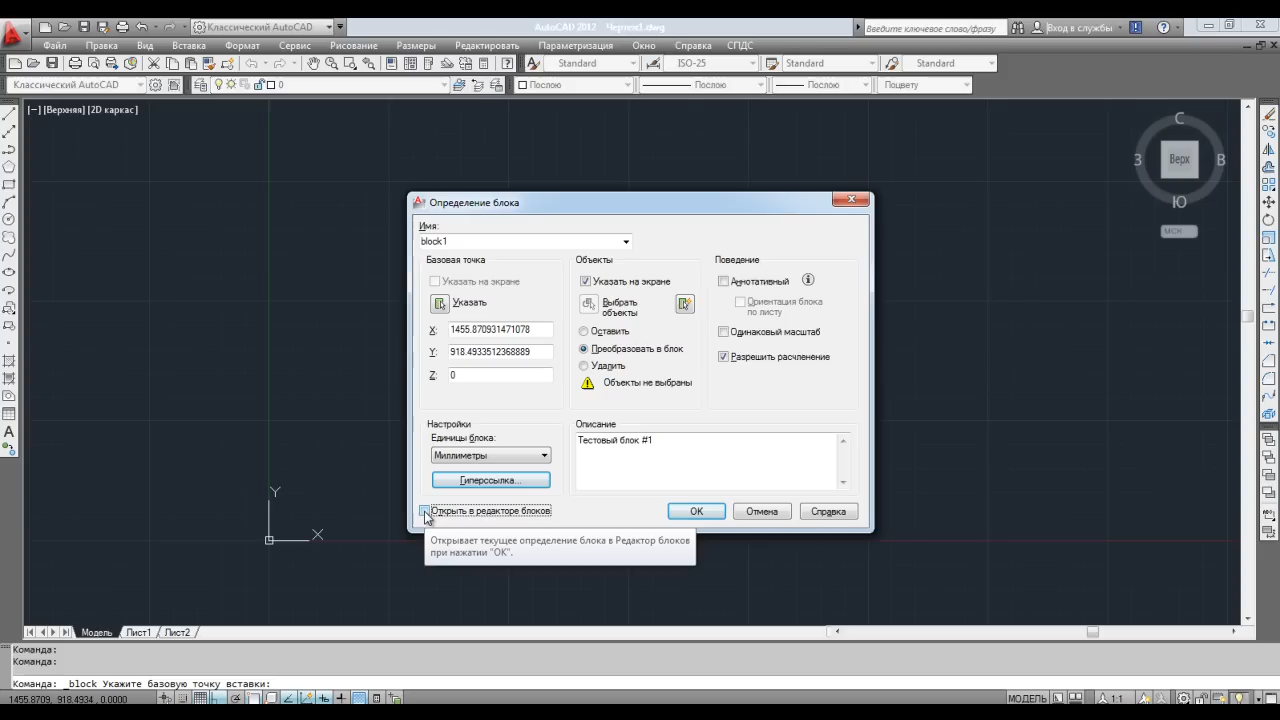 Классический AutoCAD
AutoCAD 2012 Чертеж1.dwg
Введите ключевое слово/фразу
Вход в службы
Файл Правка Вид Вставка Формат Сервис Рисование Размеры Редактировать Параметризация Окно Справка СПДС
Standard ISO-25 Standard Standard
Классический AutoCAD 0 Послою Послою Послою Поцвету
[−] [Верхняя] [2D каркас]
С
З Верх В
Ю
МСК
Определение блока
Имя:
block1
Базовая точка
Указать на экране
Указать
X: 1455.870931471078
Y: 918.4933512368889
Z: 0
Объекты
Указать на экране
Выбрать
объекты
Оставить
Преобразовать в блок
Удалить
Объекты не выбраны
Поведение
Аннотативный
Ориентация блока
по листу
Одинаковый масштаб
Разрешить расчленение
Настройки
Единицы блока:
Миллиметры
Гиперссылка...
Описание
Тестовый блок #1
Открыть в редакторе блоков
OK Отмена Справка
Открывает текущее определение блока в Редактор блоков
при нажатии "ОК".
Y
X
Модель Лист1 Лист2
Команда:
Команда:
Команда: _block Укажите базовую точку вставки:
1455.8709, 918.4934, 0.0000
МОДЕЛЬ 1:1